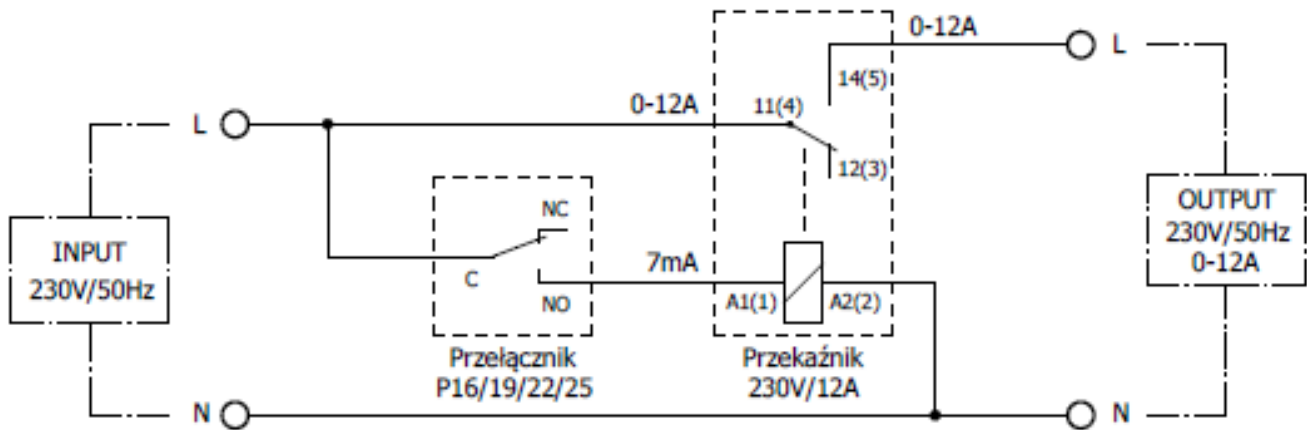 0-12A
L
14(5)
L
0-12A
11(4)
12(3)
INPUT
230V/50Hz
NC
C
NO
7mA
A1(1)
A2(2)
OUTPUT
230V/50Hz
0-12A
Przełącznik
P16/19/22/25
Przekaźnik
230V/12A
N
N